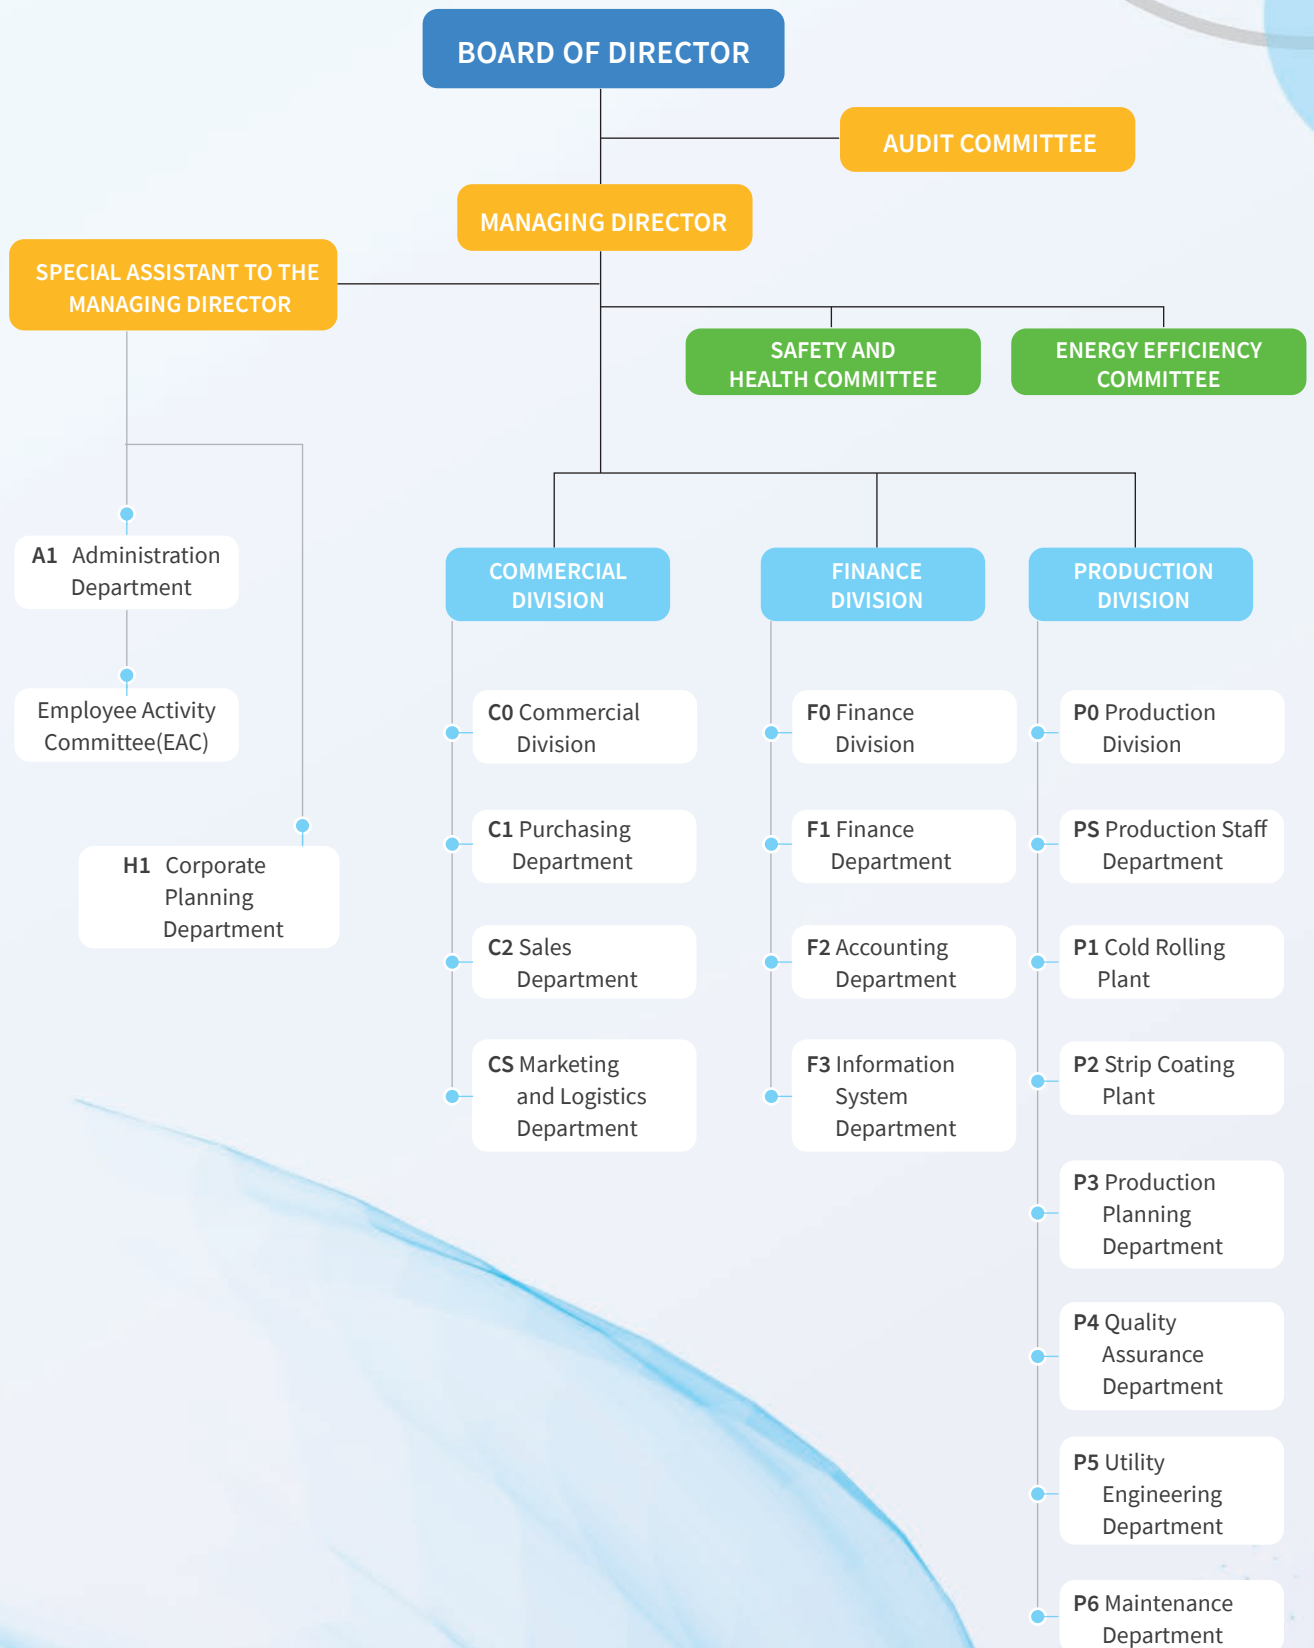 BOARD OF DIRECTOR
AUDIT COMMITTEE
MANAGING DIRECTOR
SPECIAL ASSISTANT TO THE
MANAGING DIRECTOR
SAFETY AND
HEALTH COMMITTEE
ENERGY EFFICIENCY
COMMITTEE
A1 Administration
Department
Employee Activity
Committee(EAC)
H1 Corporate
Planning
Department
COMMERCIAL
DIVISION
C0 Commercial
Division
C1 Purchasing
Department
C2 Sales
Department
CS Marketing
and Logistics
Department
FINANCE
DIVISION
F0 Finance
Division
F1 Finance
Department
F2 Accounting
Department
F3 Information
System
Department
PRODUCTION
DIVISION
P0 Production
Division
PS Production Staff
Department
P1 Cold Rolling
Plant
P2 Strip Coating
Plant
P3 Production
Planning
Department
P4 Quality
Assurance
Department
P5 Utility
Engineering
Department
P6 Maintenance
Department